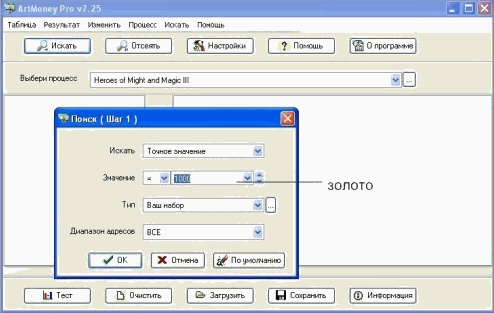 ArtMoney Pro v7.25
Таблица Результат Изменить Процесс Искать Помощь
Искать Отсеять Настройки Помощь О программе
Выбери процесс Heroes of Might and Magic III ...
Поиск ( Шаг 1 )
Искать Точное значение
Значение = 1000
золото
Тип Ваш набор ...
Диапазон адресов ВСЕ
OK Отмена По умолчанию
Тест Очистить Загрузить Сохранить Информация